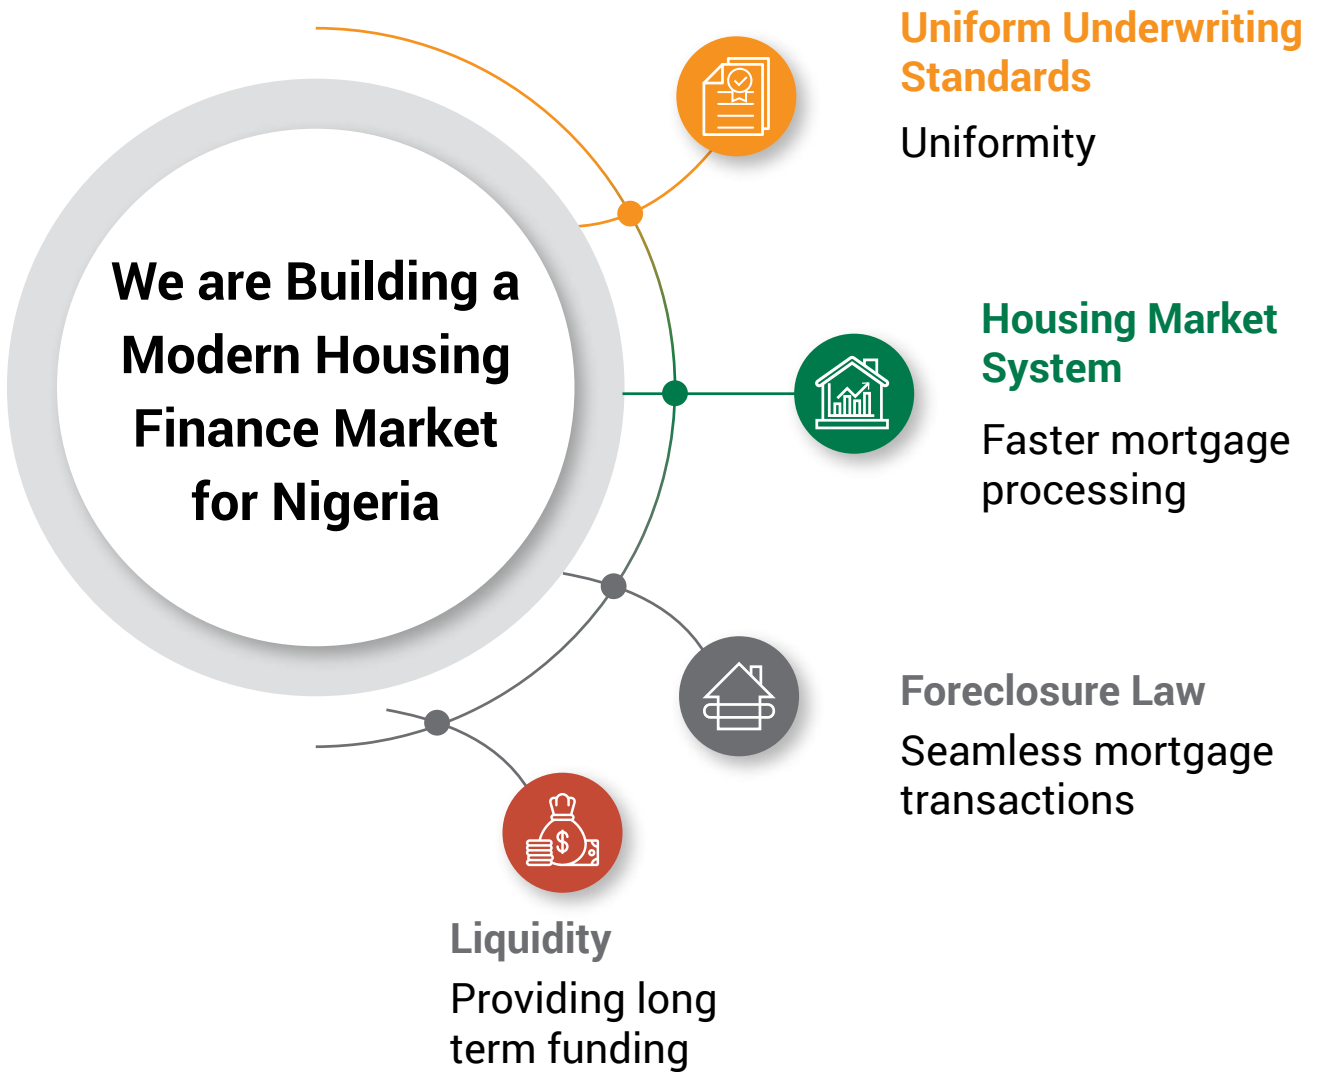 We are Building a
Modern Housing
Finance Market
for Nigeria
Uniform Underwriting
Standards
Uniformity
Housing Market
System
Faster mortgage
processing
Foreclosure Law
Seamless mortgage
transactions
$
Liquidity
Providing long
term funding